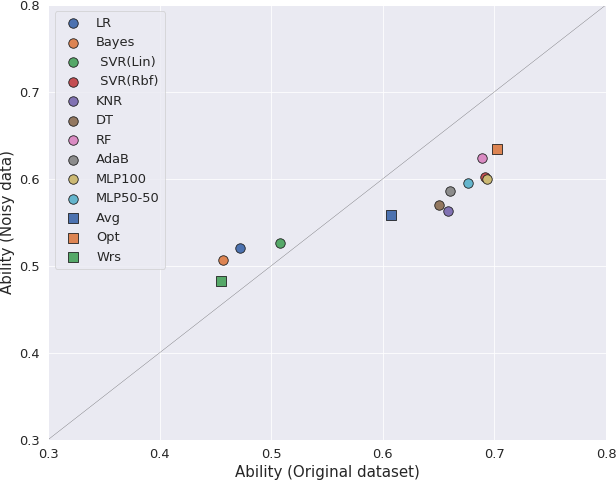 0.8
0.7
0.6
0.5
0.4
0.3
Ability (Noisy data)
LR
Bayes
SVR(Lin)
SVR(Rbf)
KNR
DT
RF
AdaB
MLP100
MLP50-50
Avg
Opt
Wrs
0.3 0.4 0.5 0.6 0.7 0.8
Ability (Original dataset)